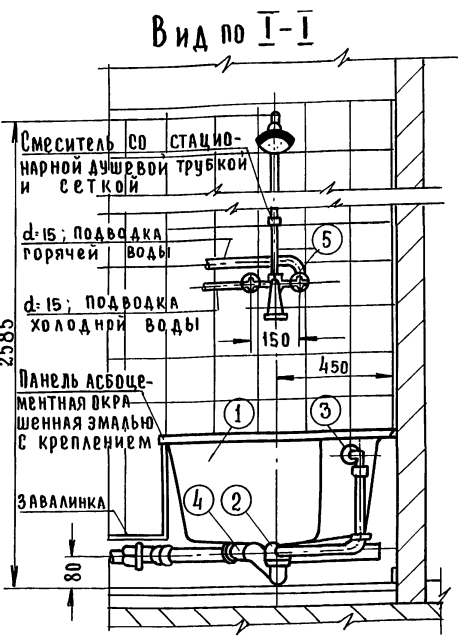 Вид по I-I
Смеситель со стацио-
нарной душевой трубкой
и сеткой
d=15; подводка
горячей воды
5
d=15; подводка
холодной воды
150
2585
450
Панель асбоце-
ментная окра
шенная эмалью
с креплением
1
3
Завалинка
4
2
80